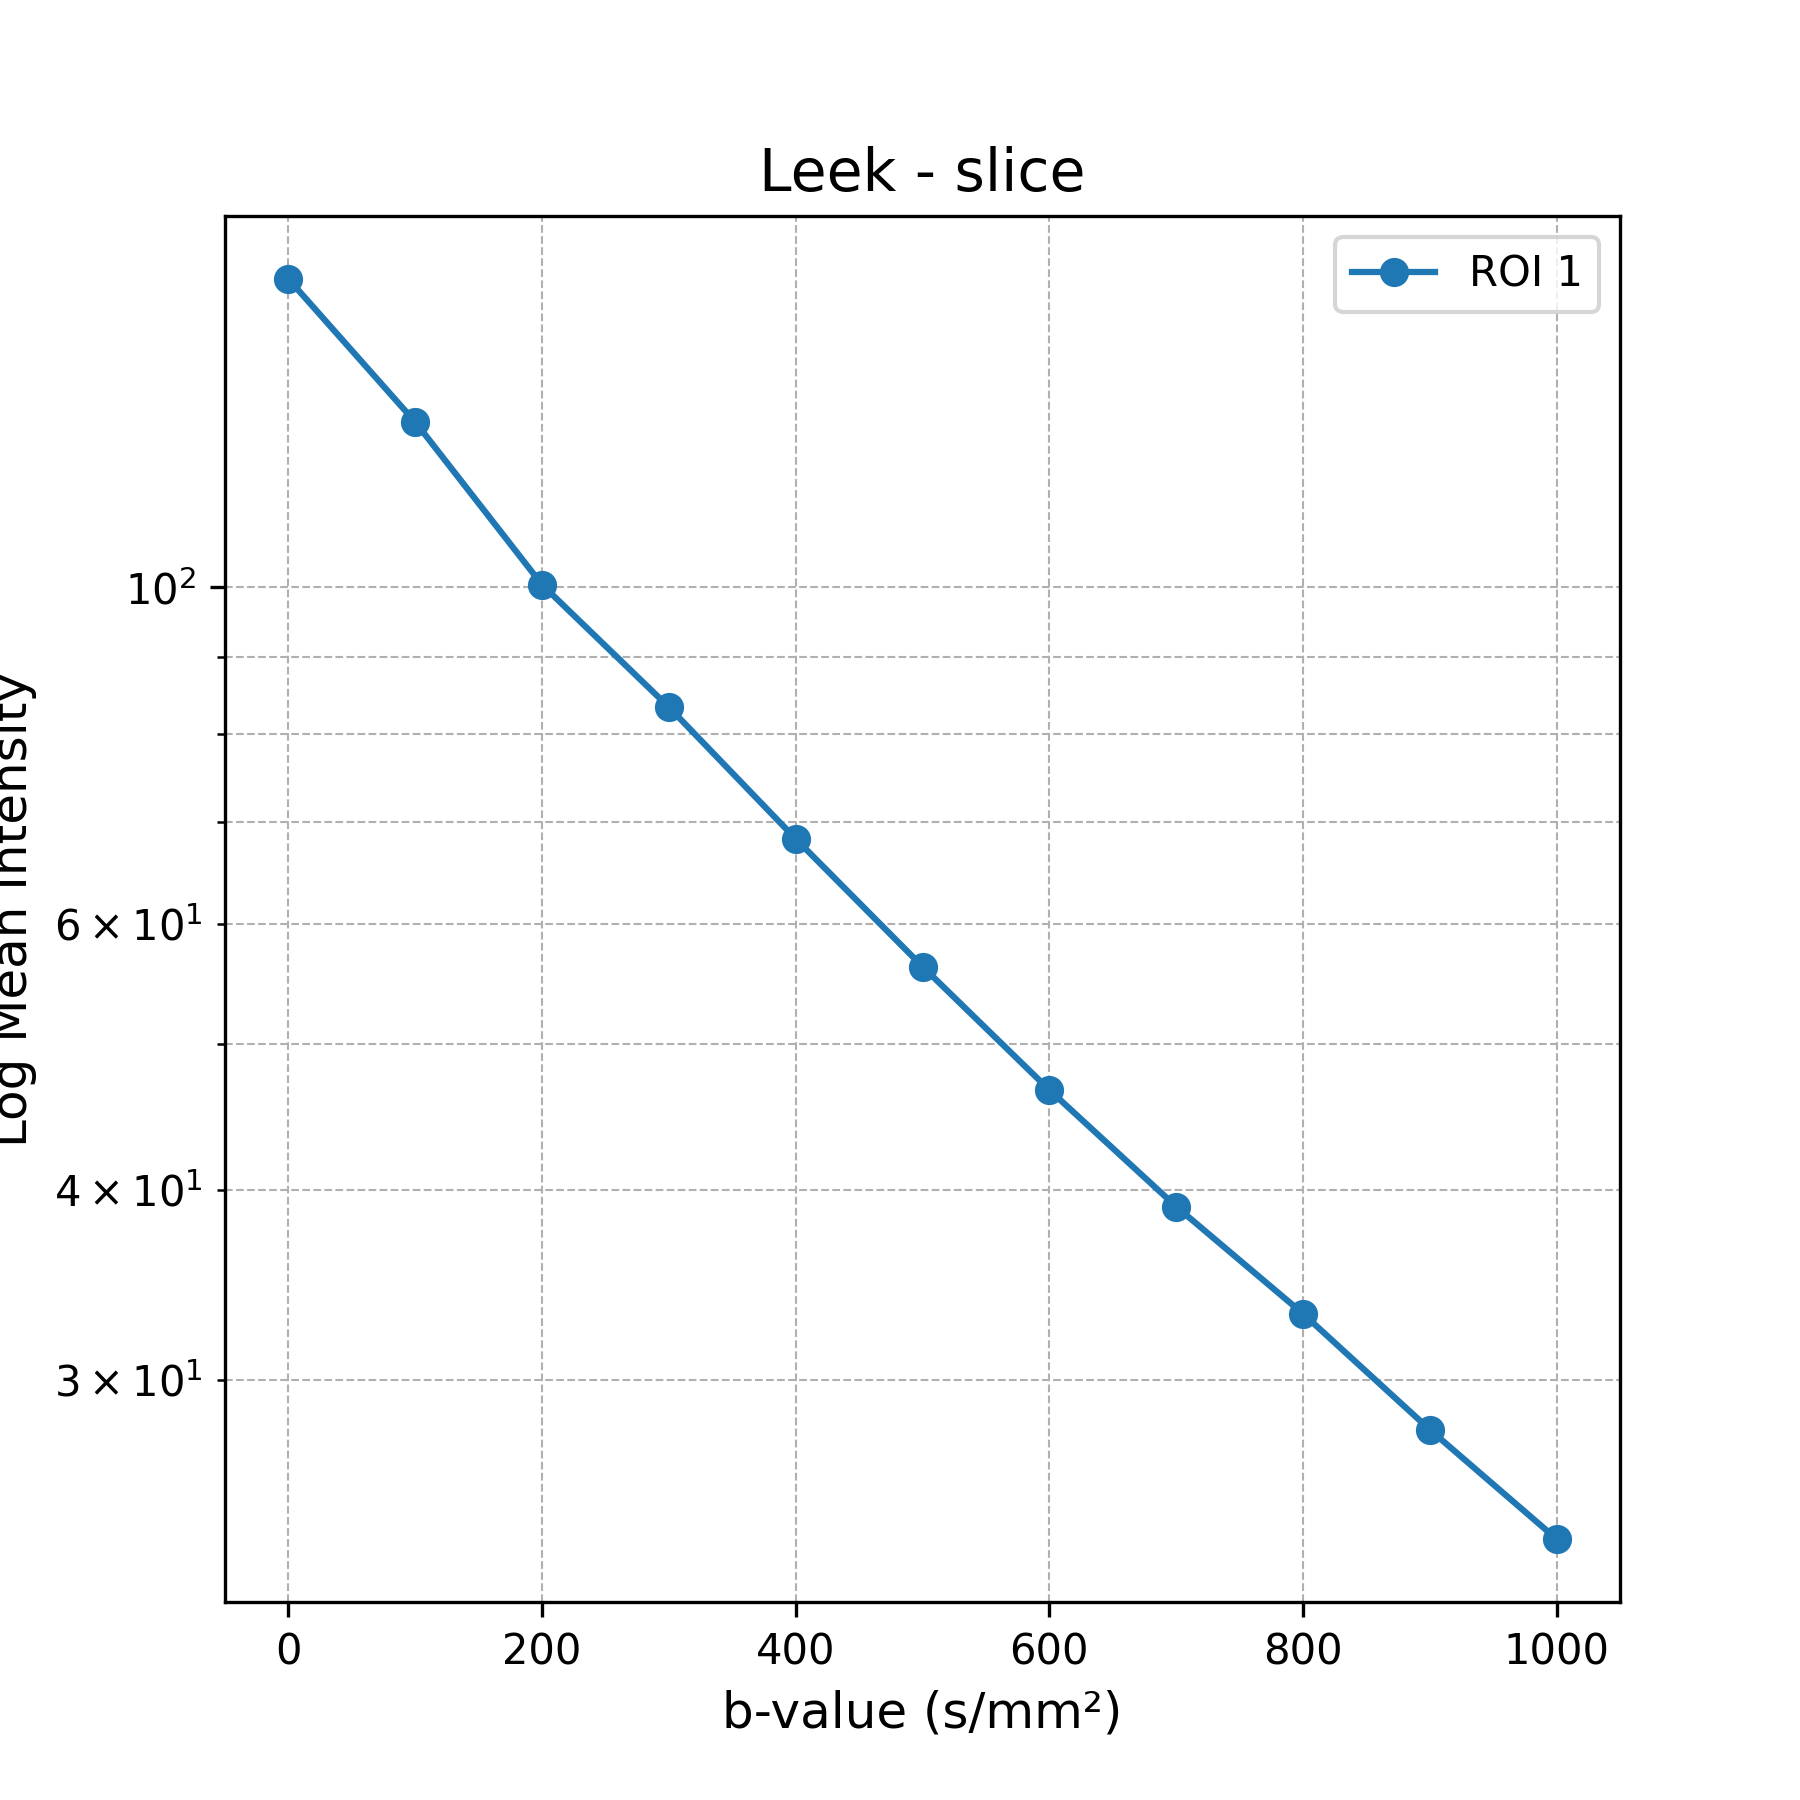 Leek - slice
ROI 1
10²
6 × 10¹
4 × 10¹
3 × 10¹
Log Mean Intensity
0 200 400 600 800 1000
b-value (s/mm²)